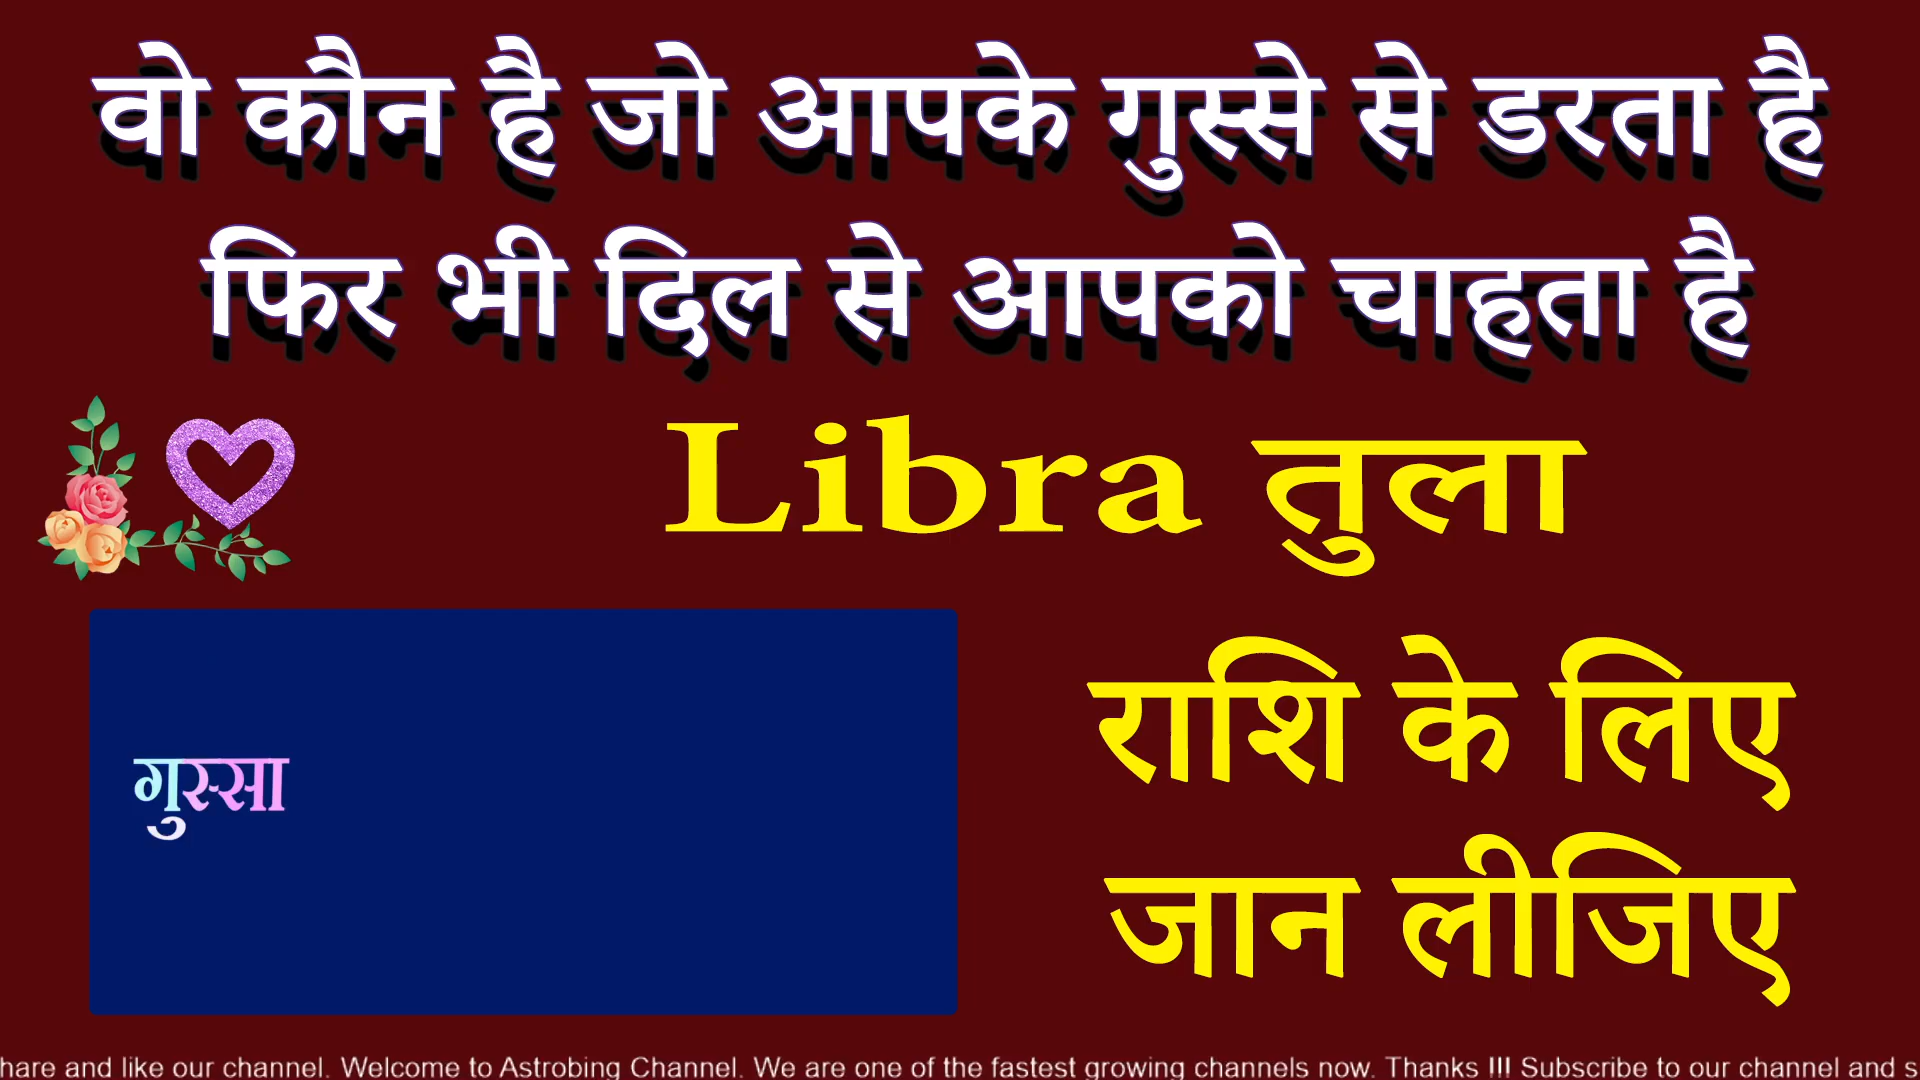 वो कौन है जो आपके गुस्से से डरता है
फिर भी दिल से आपको चाहता है
Libra तुला
राशि के लिए
जान लीजिए
गुस्सा
hare and like our channel. Welcome to Astrobing Channel. We are one of the fastest growing channels now. Thanks !!! Subscribe to our channel and s